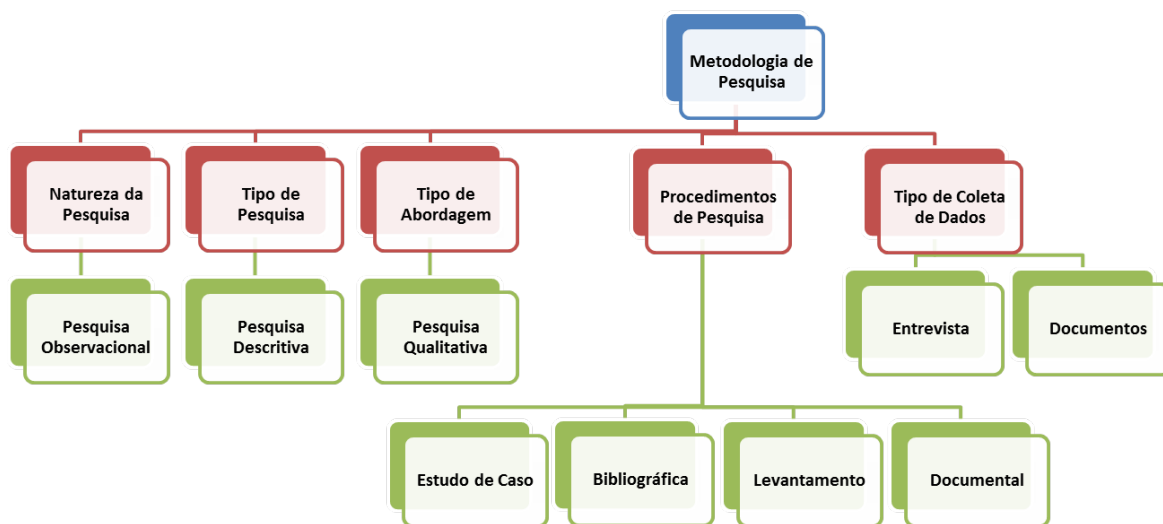 Metodologia de
Pesquisa
Natureza da
Pesquisa
Tipo de
Pesquisa
Tipo de
Abordagem
Procedimentos
de Pesquisa
Tipo de Coleta
de Dados
Pesquisa
Observacional
Pesquisa
Descritiva
Pesquisa
Qualitativa
Entrevista
Documentos
Estudo de Caso
Bibliográfica
Levantamento
Documental